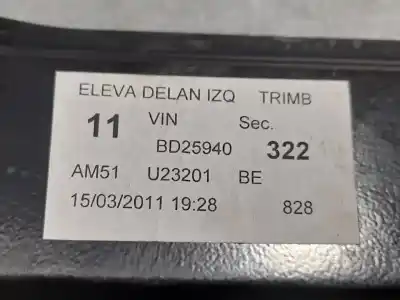 ELEVA DELAN IZQ TRIMB
11 VIN Sec.
BD25940 322
AM51 U23201 BE
15/03/2011 19:28 828